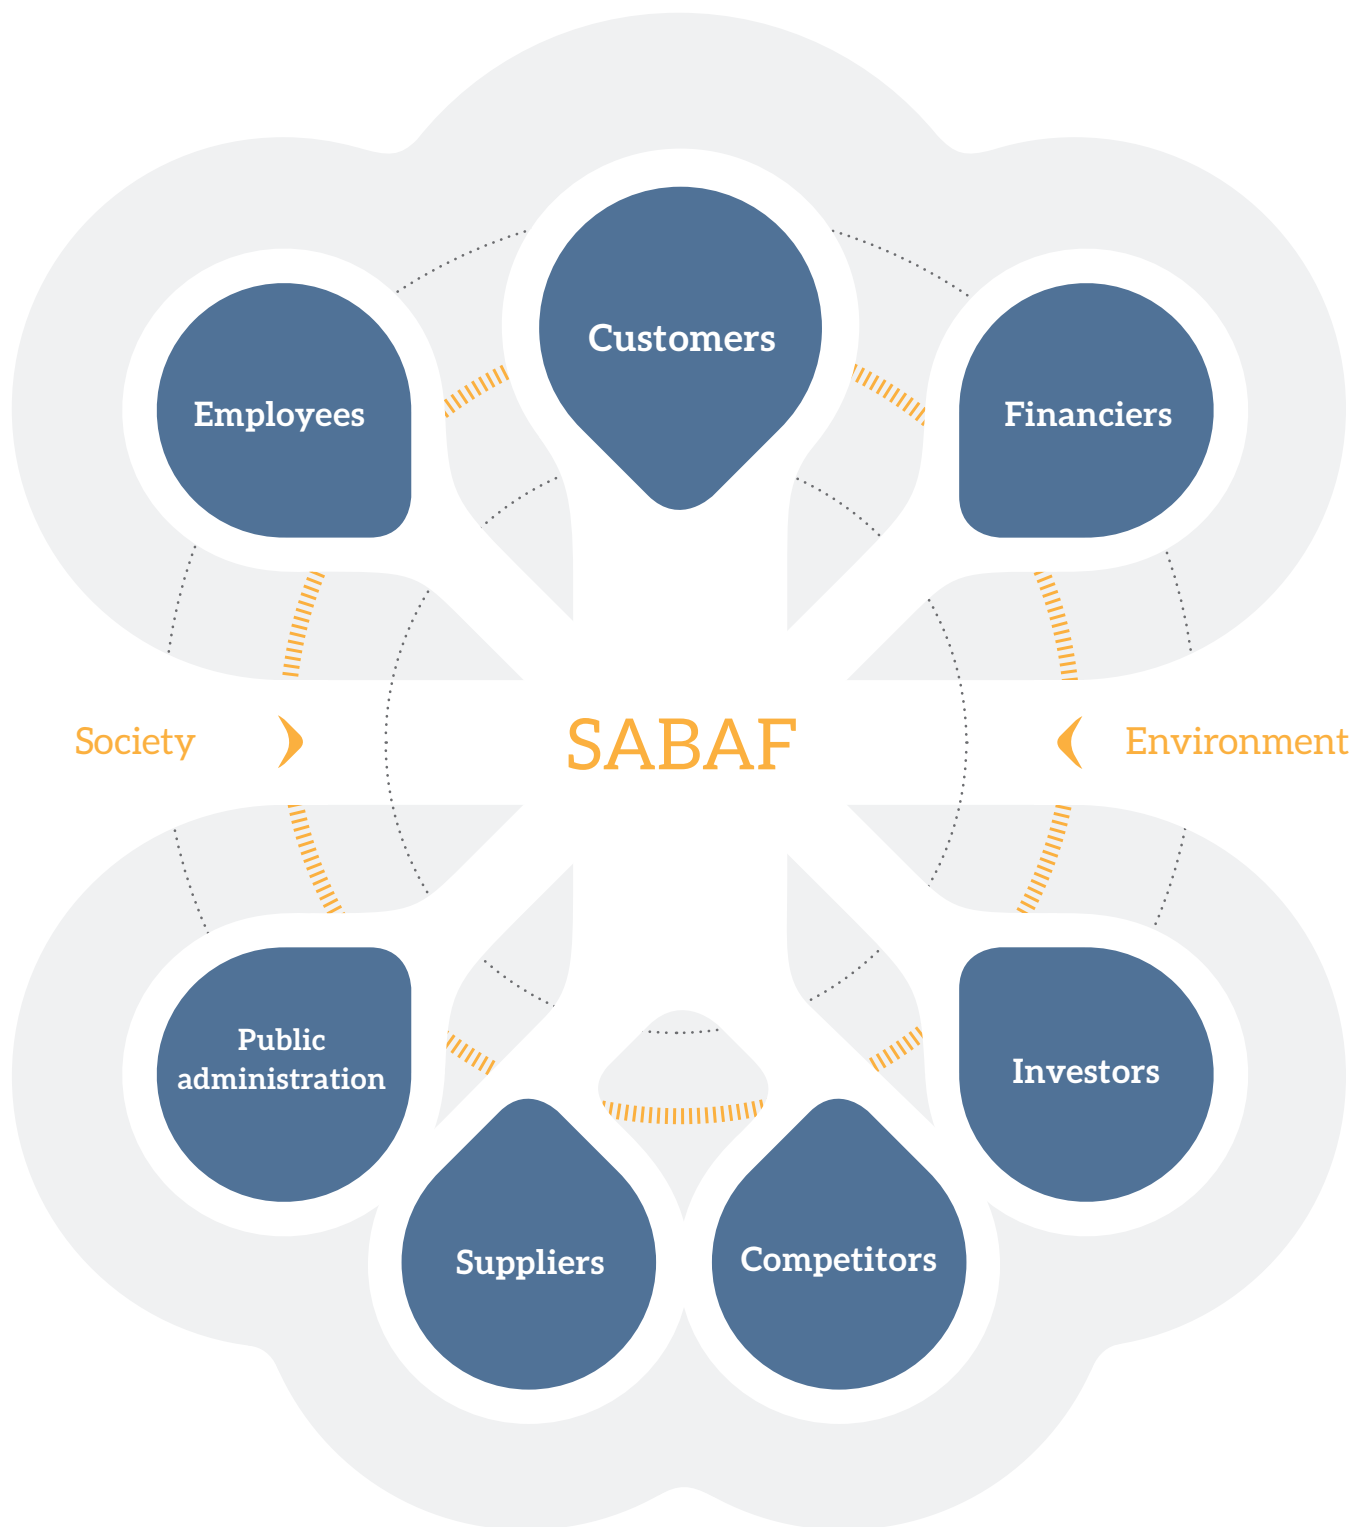 Customers
Employees
Financiers
Society
SABAF
Environment
Public
administration
Investors
Suppliers
Competitors